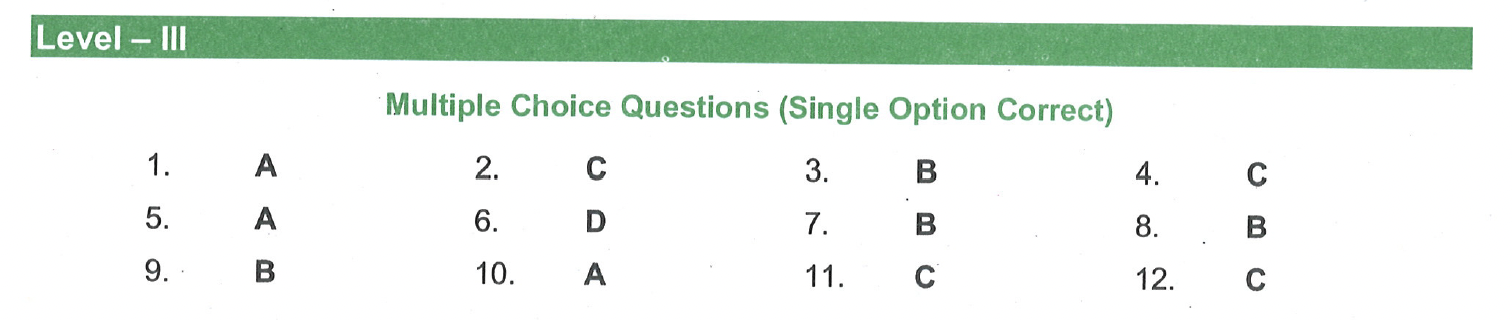 Level – III
Multiple Choice Questions (Single Option Correct)
1. A 2. C 3. B 4. C
5. A 6. D 7. B 8. B
9. B 10. A 11. C 12. C